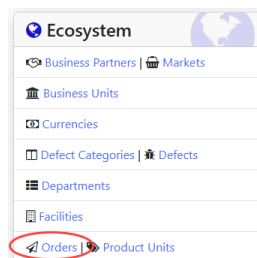 Ecosystem
Business Partners | Markets
Business Units
Currencies
Defect Categories | Defects
Departments
Facilities
Orders | Product Units